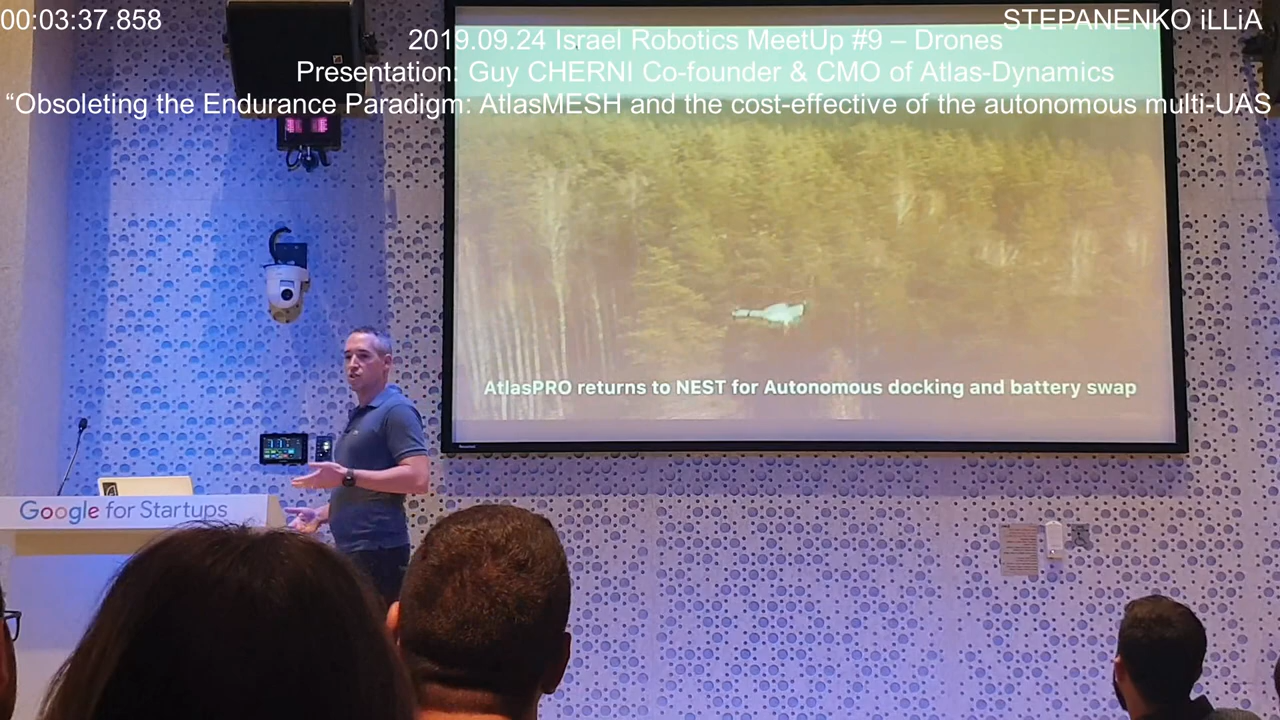 00:03:37.858
STEPANENKO iLLiA
2019.09.24 Israel Robotics MeetUp #9 – Drones
Presentation: Guy CHERNI Co-founder & CMO of Atlas-Dynamics
“Obsoleting the Endurance Paradigm: AtlasMESH and the cost-effective of the autonomous multi-UAS
AtlasPRO returns to NEST for Autonomous docking and battery swap
Google for Startups